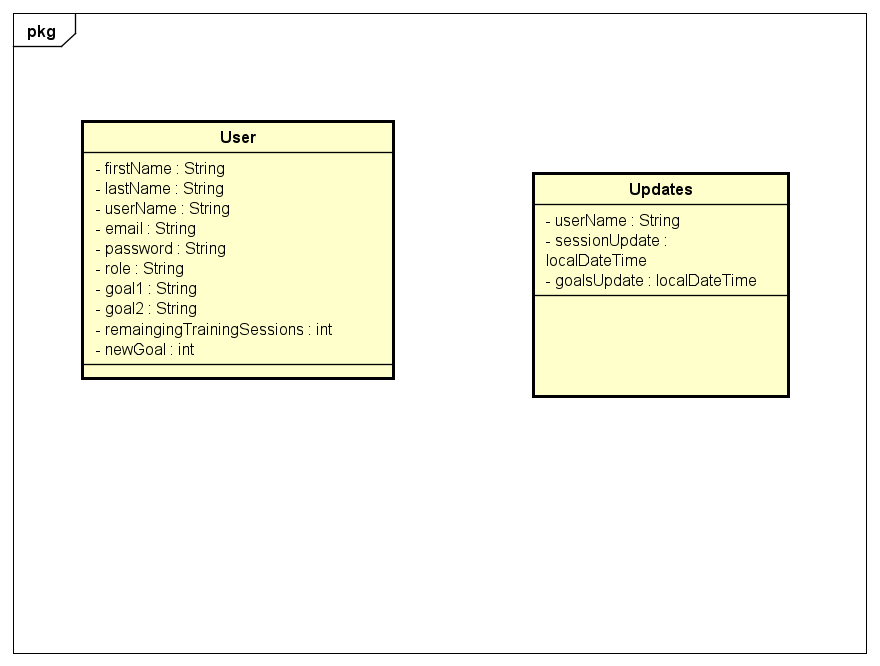 pkg
User
- firstName : String
- lastName : String
- userName : String
- email : String
- password : String
- role : String
- goal1 : String
- goal2 : String
- remaingingTrainingSessions : int
- newGoal : int
Updates
- userName : String
- sessionUpdate :
localDateTime
- goalsUpdate : localDateTime